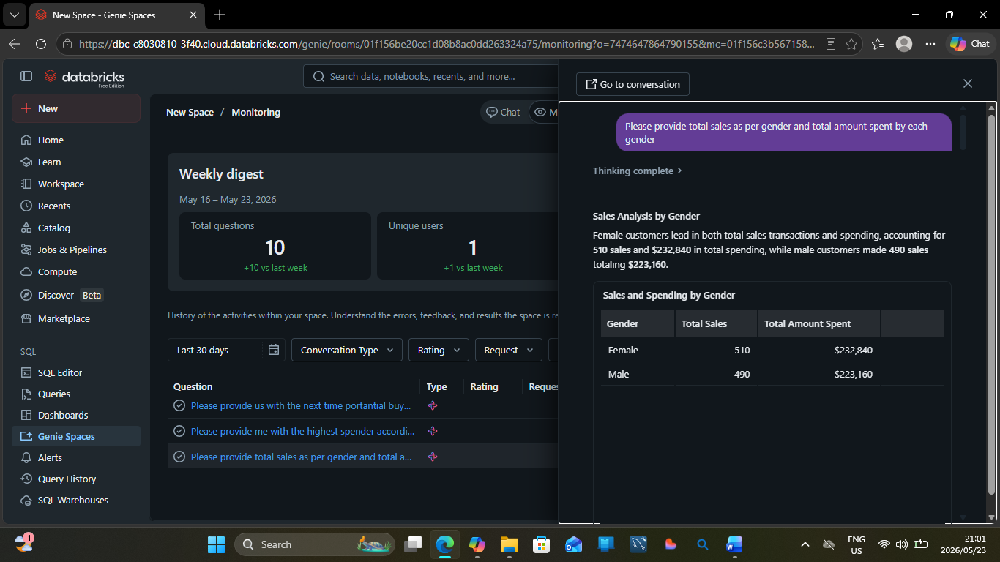 New Space - Genie Spaces
https://dbc-c8030810-3f40.cloud.databricks.com/genie/rooms/01f156be20cc1d08b8ac0dd263324a75/monitoring?o=7474647864790155&mc=01f156c3b567158...
Chat
databricks
Free Edition
Search data, notebooks, recents, and more...
New
Home
Learn
Workspace
Recents
Catalog
Jobs & Pipelines
Compute
Discover Beta
Marketplace
SQL
SQL Editor
Queries
Dashboards
Genie Spaces
Alerts
Query History
SQL Warehouses
New Space / Monitoring
Chat
M
Weekly digest
May 16 – May 23, 2026
Total questions
10
+10 vs last week
Unique users
1
+1 vs last week
History of the activities within your space. Understand the errors, feedback, and results the space is re
Last 30 days Conversation Type Rating Request
Question Type Rating Reques
Please provide us with the next time portantial buy...
Please provide me with the highest spender accordi...
Please provide total sales as per gender and total a...
Go to conversation
Please provide total sales as per gender and total amount spent by each
gender
Thinking complete >
Sales Analysis by Gender
Female customers lead in both total sales transactions and spending, accounting for
510 sales and $232,840 in total spending, while male customers made 490 sales
totaling $223,160.
Sales and Spending by Gender
Gender Total Sales Total Amount Spent
Female 510 $232,840
Male 490 $223,160
1
Search
ENG
US
21:01
2026/05/23